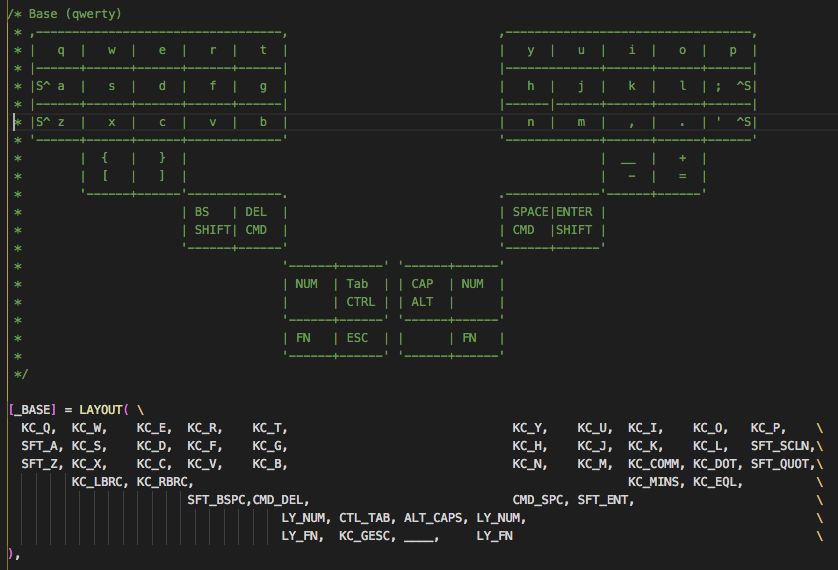 /* Base (qwerty)
 * ,----------------------------------,                             ,----------------------------------,
 * |   q  |   w  |   e  |   r  |   t  |                             |   y  |   u  |   i  |   o  |   p  |
 * |------+------+------+------+------|                             |------+------+------+------+------|
 * |S^ a  |   s  |   d  |   f  |   g  |                             |   h  |   j  |   k  |   l  | ;  ^S|
 * |------+------+------+------+------|                             |------|------+------+------+------|
 * |S^ z  |   x  |   c  |   v  |   b  |                             |   n  |   m  |   ,  |   .  | '  ^S|
 * '------+------+------+-------------'                             '-------------+------+------+------'
 *        |  {   |   }  |                                                         |  __  |   +  |
 *        |  [   |   ]  |                                                         |   -  |   =  |
 *        '------+------'-------------.                             .-------------'------+------'
 *                      | BS   | DEL  |                             | SPACE|ENTER |
 *                      | SHIFT| CMD  |                             | CMD  |SHIFT |
 *                      '------+------'                             '------+------'
 *                                    '------+------' '------+------'
 *                                    | NUM  | Tab  | | CAP  | NUM  |
 *                                    |      | CTRL | | ALT  |      |
 *                                    '------+------' '------+------'
 *                                    | FN   | ESC  | |      | FN   |
 *                                    '------+------' '------+------'
 */
[_BASE] = LAYOUT( \
  KC_Q,  KC_W,    KC_E,  KC_R,    KC_T,                               KC_Y,    KC_U,  KC_I,    KC_O,   KC_P,    \
  SFT_A, KC_S,    KC_D,  KC_F,    KC_G,                               KC_H,    KC_J,  KC_K,    KC_L,   SFT_SCLN,\
  SFT_Z, KC_X,    KC_C,  KC_V,    KC_B,                               KC_N,    KC_M,  KC_COMM, KC_DOT, SFT_QUOT,\
         KC_LBRC, KC_RBRC,                                                            KC_MINS, KC_EQL,          \
                         SFT_BSPC,CMD_DEL,                            CMD_SPC, SFT_ENT,                         \
                                      LY_NUM, CTL_TAB, ALT_CAPS, LY_NUM,                                        \
                                      LY_FN,  KC_GESC, ____,     LY_FN                                          \
),